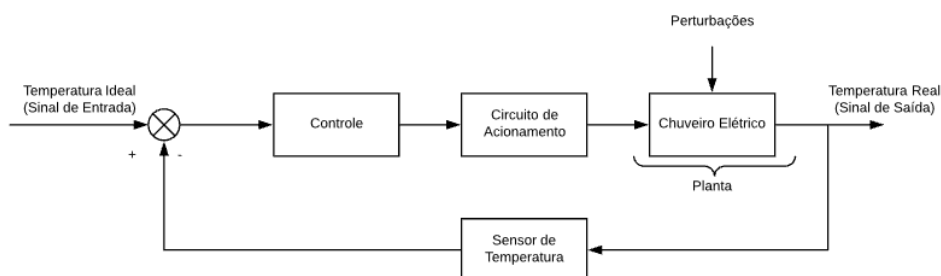 Perturbações
Temperatura Ideal
(Sinal de Entrada)
Controle
Circuito de
Acionamento
Chuveiro Elétrico
Temperatura Real
(Sinal de Saída)
+
-
Planta
Sensor de
Temperatura